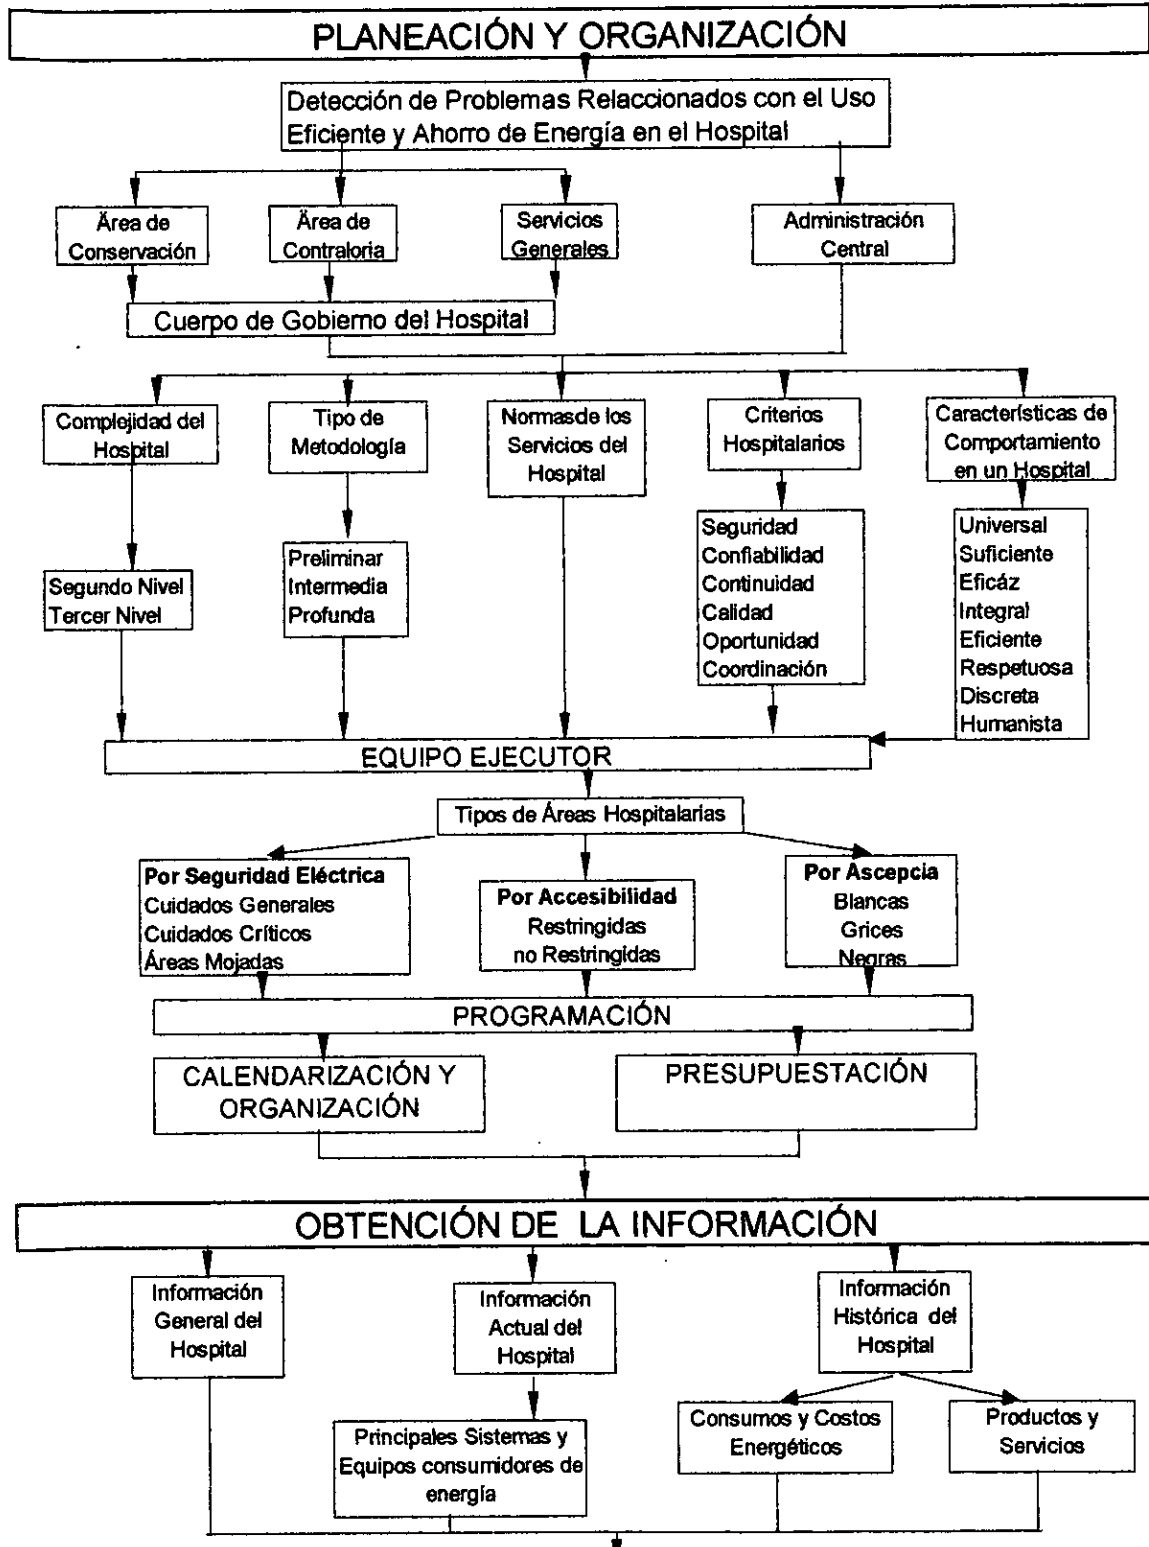 PLANEACIÓN Y ORGANIZACIÓN
Detección de Problemas Relaccionados con el Uso
Eficiente y Ahorro de Energía en el Hospital
Ärea de
Conservación
Ärea de
Contraloria
Servicios
Generales
Administración
Central
Cuerpo de Gobierno del Hospital
Complejidad del
Hospital
Tipo de
Metodología
Normasde los
Servicios del
Hospital
Criterios
Hospitalarios
Características de
Comportamiento
en un Hospital
Segundo Nivel
Tercer Nivel
Preliminar
Intermedia
Profunda
Seguridad
Confiabilidad
Continuidad
Calidad
Oportunidad
Coordinación
Universal
Suficiente
Eficáz
Integral
Eficiente
Respetuosa
Discreta
Humanista
EQUIPO EJECUTOR
Tipos de Áreas Hospitalarias
Por Seguridad Eléctrica
Cuidados Generales
Cuidados Críticos
Áreas Mojadas
Por Accesibilidad
Restringidas
no Restringidas
Por Ascepcia
Blancas
Grices
Negras
PROGRAMACIÓN
CALENDARIZACIÓN Y
ORGANIZACIÓN
PRESUPUESTACIÓN
OBTENCIÓN DE LA INFORMACIÓN
Información
General del
Hospital
Información
Actual del
Hospital
Información
Histórica del
Hospital
Principales Sistemas y
Equipos consumidores de
energía
Consumos y Costos
Energéticos
Productos y
Servicios